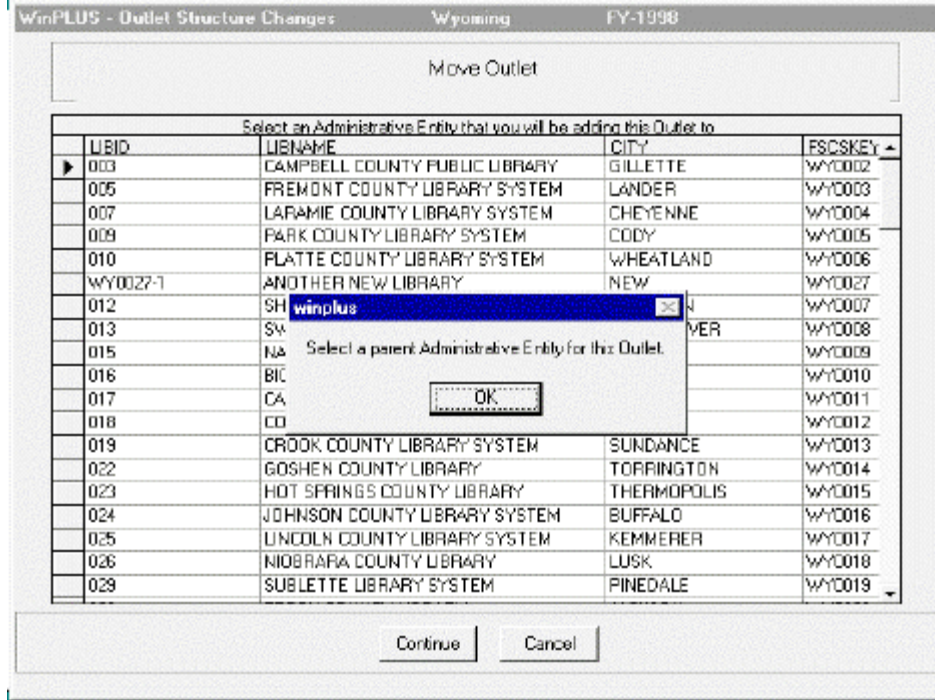 WinPLUS - Outlet Structure Changes Wyoming FY-1998
Move Outlet
Select an Administrative Entity that you will be adding this Outlet to
LIBID LIBNAME CITY FSCSKEY
003 CAMPBELL COUNTY PUBLIC LIBRARY GILLETTE WY0002
005 FREMONT COUNTY LIBRARY SYSTEM LANDER WY0003
007 LARAMIE COUNTY LIBRARY SYSTEM CHEYENNE WY0004
009 PARK COUNTY LIBRARY SYSTEM CODY WY0005
010 PLATTE COUNTY LIBRARY SYSTEM WHEATLAND WY0006
WY0027-1 ANOTHER NEW LIBRARY NEW WY0027
012 SH N WY0007
013 SW VER WY0008
015 NA WY0009
016 BIG WY0010
017 CA WY0011
018 CO WY0012
winplus
Select a parent Administrative Entity for this Outlet.
OK
019 CROOK COUNTY LIBRARY SYSTEM SUNDANCE WY0013
022 GOSHEN COUNTY LIBRARY TORRINGTON WY0014
023 HOT SPRINGS COUNTY LIBRARY THERMOPOLIS WY0015
024 JOHNSON COUNTY LIBRARY SYSTEM BUFFALO WY0016
025 LINCOLN COUNTY LIBRARY SYSTEM KEMMERER WY0017
026 NIOBRARA COUNTY LIBRARY LUSK WY0018
029 SUBLETTE LIBRARY SYSTEM PINEDALE WY0019
Continue Cancel